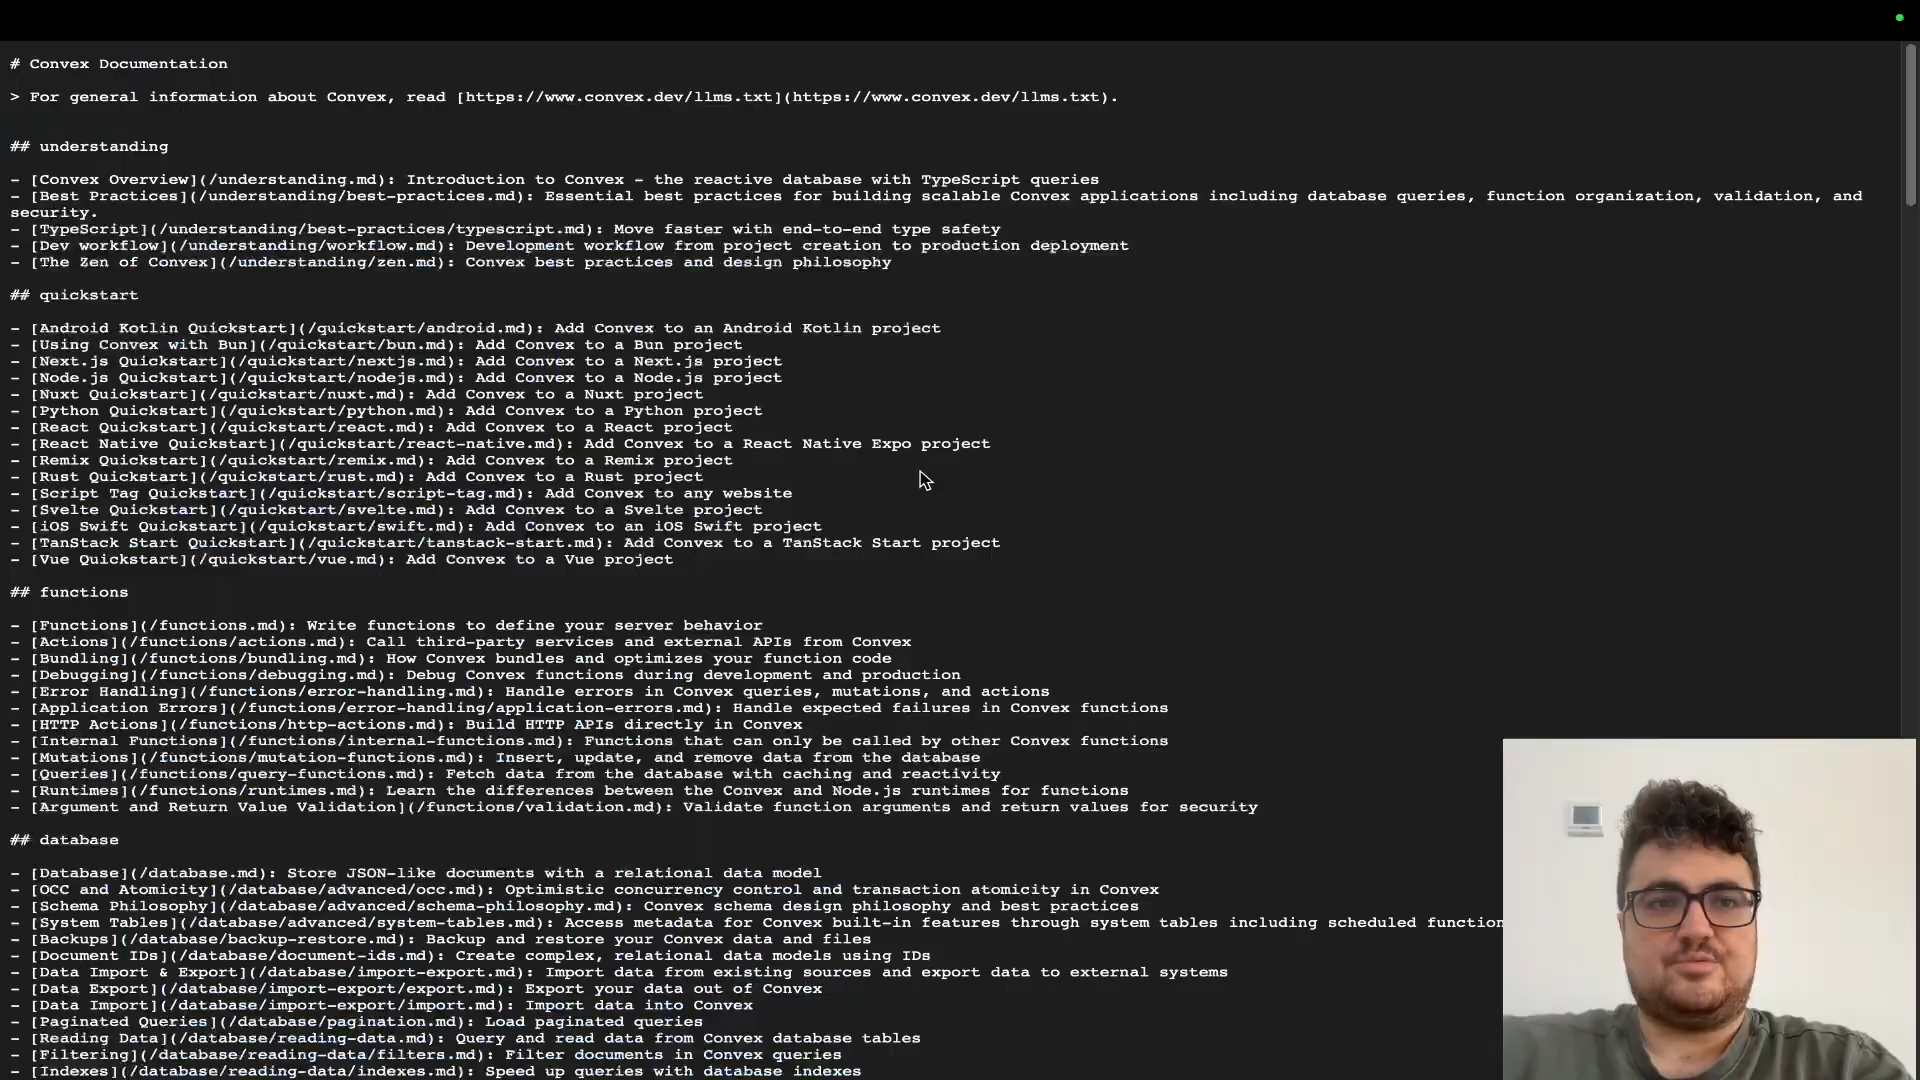 # Convex Documentation
> For general information about Convex, read [https://www.convex.dev/llms.txt](https://www.convex.dev/llms.txt).
## understanding
- [Convex Overview](/understanding.md): Introduction to Convex - the reactive database with TypeScript queries
- [Best Practices](/understanding/best-practices.md): Essential best practices for building scalable Convex applications including database queries, function organization, validation, and
security.
- [TypeScript](/understanding/best-practices/typescript.md): Move faster with end-to-end type safety
- [Dev workflow](/understanding/workflow.md): Development workflow from project creation to production deployment
- [The Zen of Convex](/understanding/zen.md): Convex best practices and design philosophy
## quickstart
- [Android Kotlin Quickstart](/quickstart/android.md): Add Convex to an Android Kotlin project
- [Using Convex with Bun](/quickstart/bun.md): Add Convex to a Bun project
- [Next.js Quickstart](/quickstart/nextjs.md): Add Convex to a Next.js project
- [Node.js Quickstart](/quickstart/nodejs.md): Add Convex to a Node.js project
- [Nuxt Quickstart](/quickstart/nuxt.md): Add Convex to a Nuxt project
- [Python Quickstart](/quickstart/python.md): Add Convex to a Python project
- [React Quickstart](/quickstart/react.md): Add Convex to a React project
- [React Native Quickstart](/quickstart/react-native.md): Add Convex to a React Native Expo project
- [Remix Quickstart](/quickstart/remix.md): Add Convex to a Remix project
- [Rust Quickstart](/quickstart/rust.md): Add Convex to a Rust project
- [Script Tag Quickstart](/quickstart/script-tag.md): Add Convex to any website
- [Svelte Quickstart](/quickstart/svelte.md): Add Convex to a Svelte project
- [iOS Swift Quickstart](/quickstart/swift.md): Add Convex to an iOS Swift project
- [TanStack Start Quickstart](/quickstart/tanstack-start.md): Add Convex to a TanStack Start project
- [Vue Quickstart](/quickstart/vue.md): Add Convex to a Vue project
## functions
- [Functions](/functions.md): Write functions to define your server behavior
- [Actions](/functions/actions.md): Call third-party services and external APIs from Convex
- [Bundling](/functions/bundling.md): How Convex bundles and optimizes your function code
- [Debugging](/functions/debugging.md): Debug Convex functions during development and production
- [Error Handling](/functions/error-handling.md): Handle errors in Convex queries, mutations, and actions
- [Application Errors](/functions/error-handling/application-errors.md): Handle expected failures in Convex functions
- [HTTP Actions](/functions/http-actions.md): Build HTTP APIs directly in Convex
- [Internal Functions](/functions/internal-functions.md): Functions that can only be called by other Convex functions
- [Mutations](/functions/mutation-functions.md): Insert, update, and remove data from the database
- [Queries](/functions/query-functions.md): Fetch data from the database with caching and reactivity
- [Runtimes](/functions/runtimes.md): Learn the differences between the Convex and Node.js runtimes for functions
- [Argument and Return Value Validation](/functions/validation.md): Validate function arguments and return values for security
## database
- [Database](/database.md): Store JSON-like documents with a relational data model
- [OCC and Atomicity](/database/advanced/occ.md): Optimistic concurrency control and transaction atomicity in Convex
- [Schema Philosophy](/database/advanced/schema-philosophy.md): Convex schema design philosophy and best practices
- [System Tables](/database/advanced/system-tables.md): Access metadata for Convex built-in features through system tables including scheduled function
- [Backups](/database/backup-restore.md): Backup and restore your Convex data and files
- [Document IDs](/database/document-ids.md): Create complex, relational data models using IDs
- [Data Import & Export](/database/import-export.md): Import data from existing sources and export data to external systems
- [Data Export](/database/import-export/export.md): Export your data out of Convex
- [Data Import](/database/import-export/import.md): Import data into Convex
- [Paginated Queries](/database/pagination.md): Load paginated queries
- [Reading Data](/database/reading-data.md): Query and read data from Convex database tables
- [Filtering](/database/reading-data/filters.md): Filter documents in Convex queries
- [Indexes](/database/reading-data/indexes.md): Speed up queries with database indexes